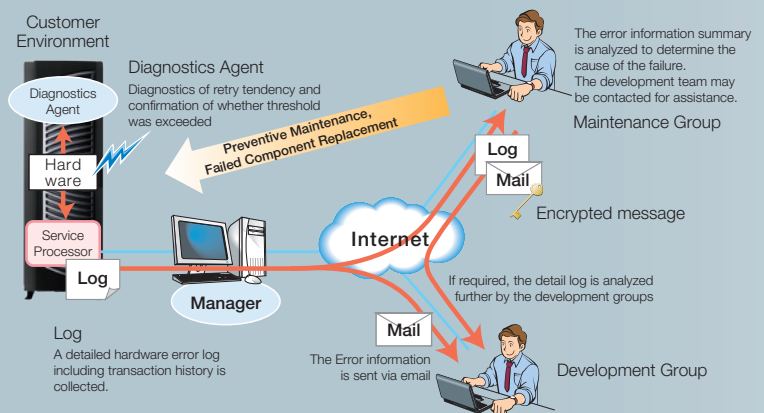 Customer
Environment
Diagnostics
Agent
Hard
ware
Service
Processor
Log
Diagnostics Agent
Diagnostics of retry tendency and
confirmation of whether threshold
was exceeded
Preventive Maintenance,
Failed Component Replacement
The error information summary
is analyzed to determine the
cause of the failure.
The development team may
be contacted for assistance.
Maintenance Group
Log
Mail
Encrypted message
Internet
Manager
If required, the detail log is analyzed
further by the development groups
Mail
The Error information
is sent via email
Development Group
Log
A detailed hardware error log
including transaction history is
collected.